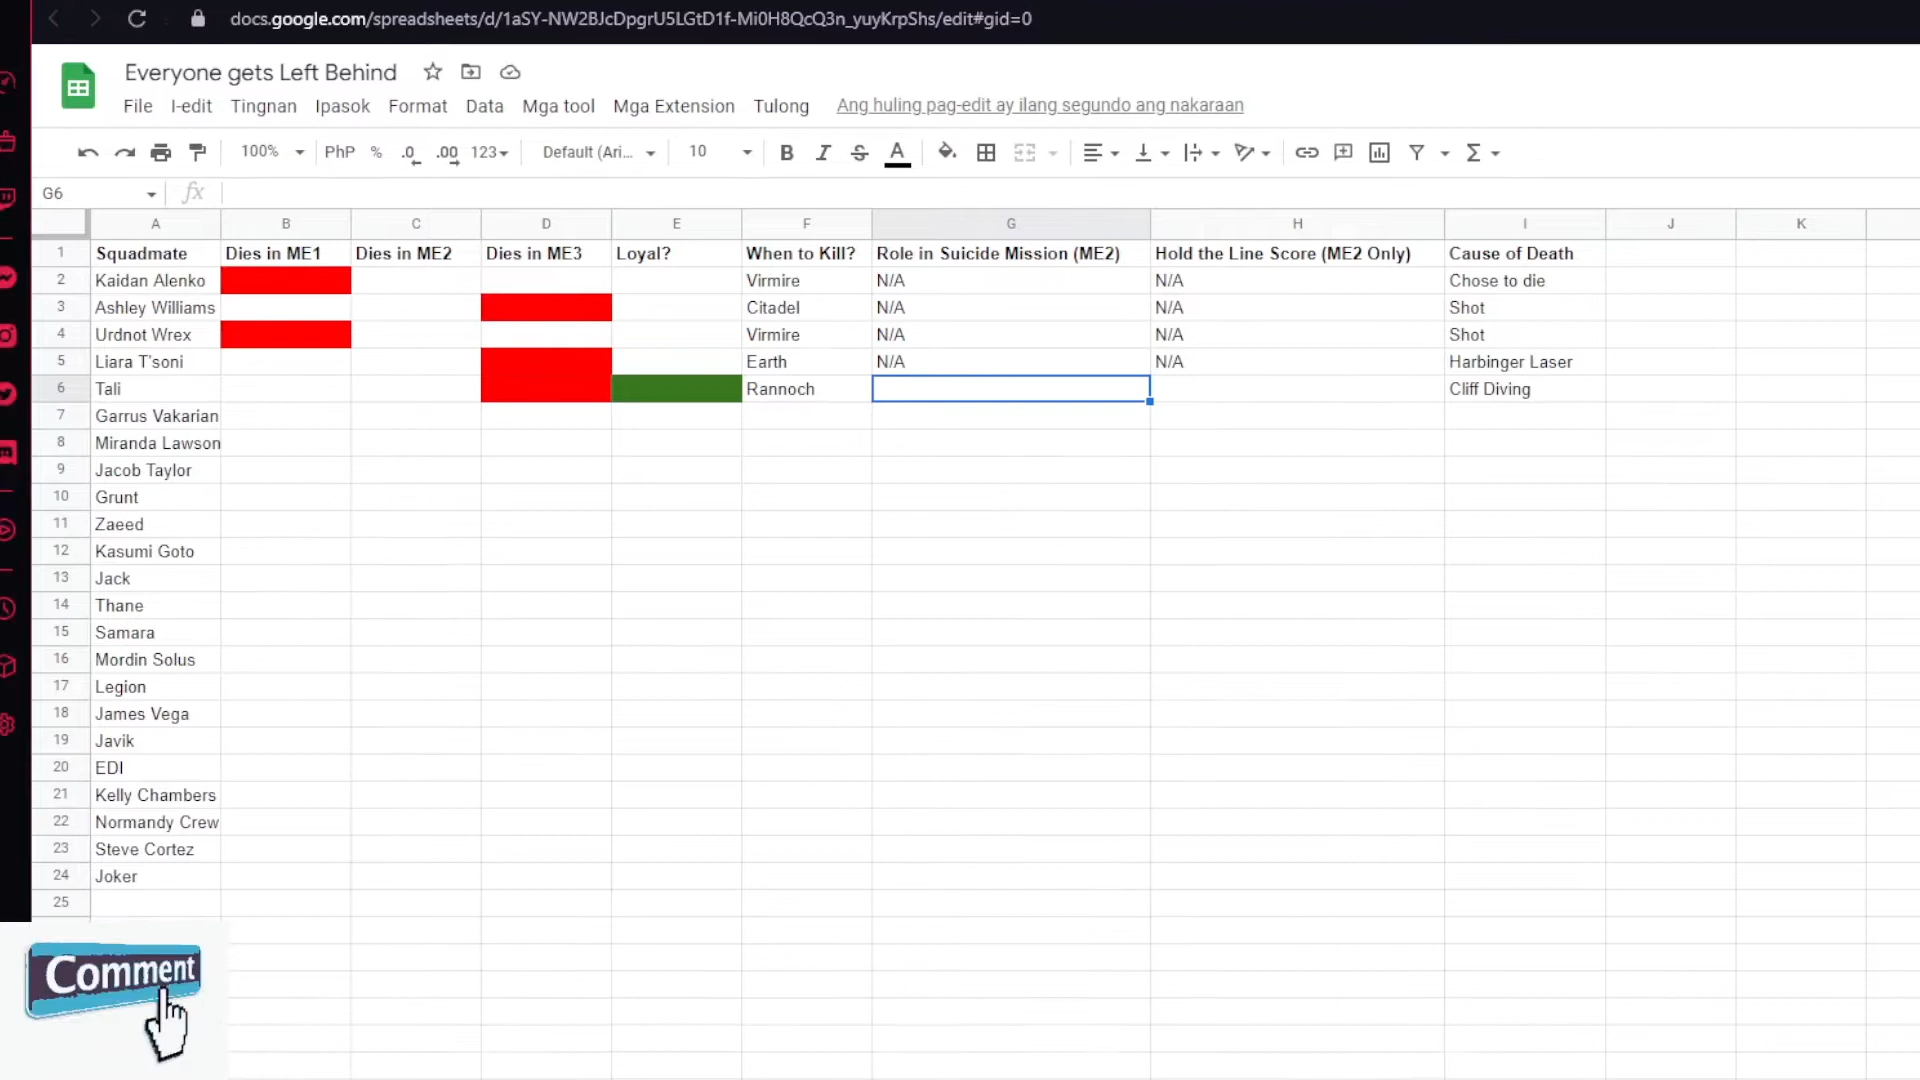 docs.google.com/spreadsheets/d/1aSY-NW2BJcDpgrU5LGtD1f-Mi0H8QcQ3n_yuyKrpShs/edit#gid=0
Everyone gets Left Behind
File I-edit Tingnan Ipasok Format Data Mga tool Mga Extension Tulong Ang huling pag-edit ay ilang segundo ang nakaraan
100% PhP % .0 .00 123 Default (Ari... 10 B I S A Σ
G6 fx
A B C D E F G H I J K
1 Squadmate Dies in ME1 Dies in ME2 Dies in ME3 Loyal? When to Kill? Role in Suicide Mission (ME2) Hold the Line Score (ME2 Only) Cause of Death
2 Kaidan Alenko Virmire N/A N/A Chose to die
3 Ashley Williams Citadel N/A N/A Shot
4 Urdnot Wrex Virmire N/A N/A Shot
5 Liara T'soni Earth N/A N/A Harbinger Laser
6 Tali Rannoch Cliff Diving
7 Garrus Vakarian
8 Miranda Lawson
9 Jacob Taylor
10 Grunt
11 Zaeed
12 Kasumi Goto
13 Jack
14 Thane
15 Samara
16 Mordin Solus
17 Legion
18 James Vega
19 Javik
20 EDI
21 Kelly Chambers
22 Normandy Crew
23 Steve Cortez
24 Joker
25
Comment